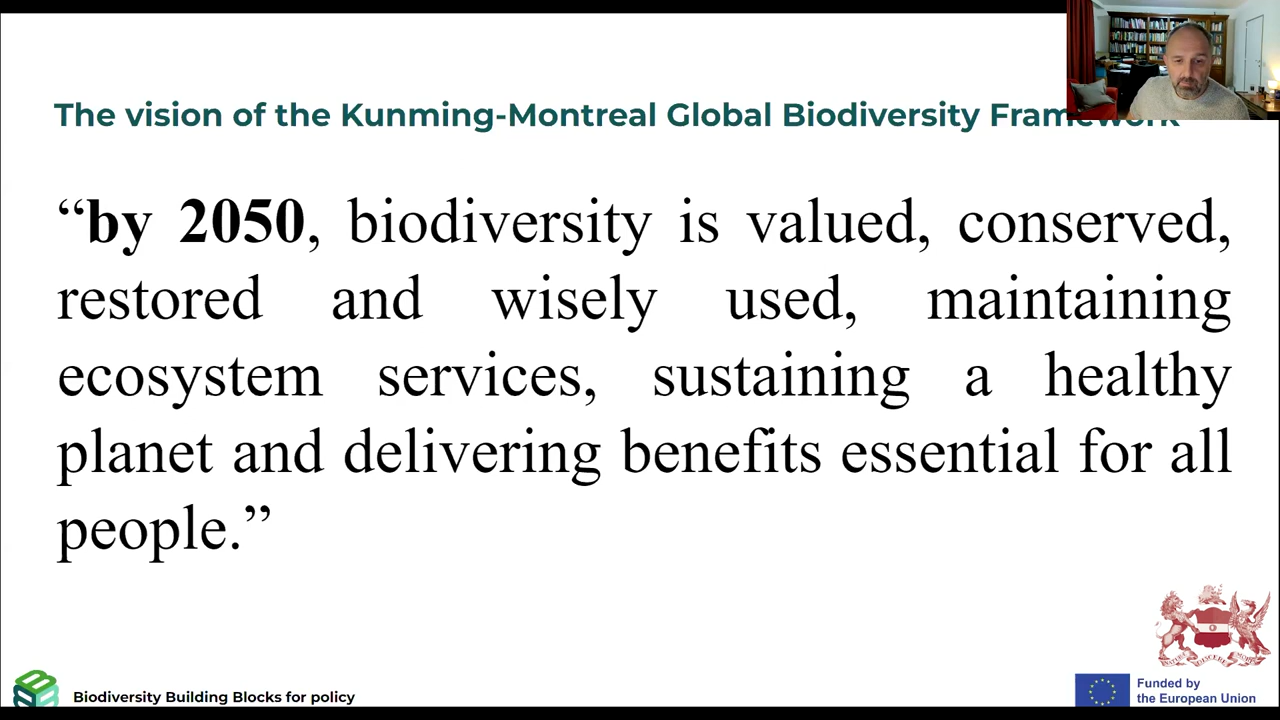 The vision of the Kunming-Montreal Global Biodiversity Framework
“by 2050, biodiversity is valued, conserved,
restored and wisely used, maintaining
ecosystem services, sustaining a healthy
planet and delivering benefits essential for all
people.”
Biodiversity Building Blocks for policy
Funded by
the European Union